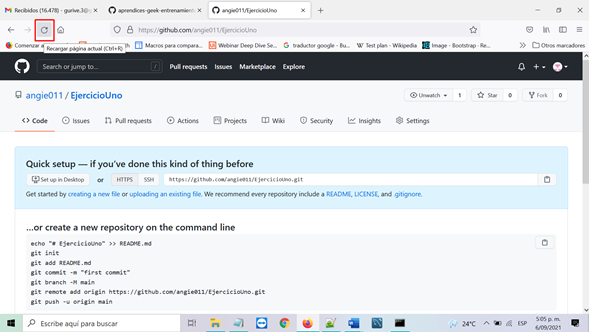 Recibidos (16.478) - gurive.3@g
aprendices-geek-entrenamient
angie011/EjercicioUno
https://github.com/angie011/EjercicioUno
Recargar página actual (Ctrl+R)
Comenzar a
Macros para compara...
Webinar Deep Dive Se...
traductor google - Bu...
Test plan - Wikipedia
Image - Bootstrap · Re...
Otros marcadores
Search or jump to...
/
Pull requests
Issues
Marketplace
Explore
angie011 / EjercicioUno
Unwatch
1
Star
0
Fork
0
Code
Issues
Pull requests
Actions
Projects
Wiki
Security
Insights
Settings
Quick setup — if you've done this kind of thing before
Set up in Desktop
or
HTTPS
SSH
https://github.com/angie011/EjercicioUno.git
Get started by creating a new file or uploading an existing file. We recommend every repository include a README, LICENSE, and .gitignore.
...or create a new repository on the command line
echo "# EjercicioUno" >> README.md
git init
git add README.md
git commit -m "first commit"
git branch -M main
git remote add origin https://github.com/angie011/EjercicioUno.git
git push -u origin main
Escribe aquí para buscar
24°C
ESP
5:05 p. m.
6/09/2021